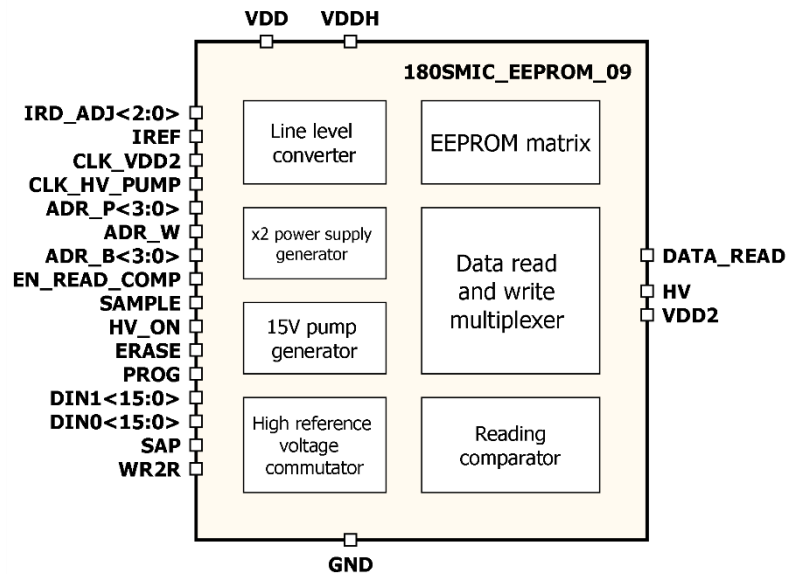 VDD VDDH
180SMIC_EEPROM_09
IRD_ADJ<2:0>
IREF
CLK_VDD2
CLK_HV_PUMP
ADR_P<3:0>
ADR_W
ADR_B<3:0>
EN_READ_COMP
SAMPLE
HV_ON
ERASE
PROG
DIN1<15:0>
DIN0<15:0>
SAP
WR2R
Line level
converter
EEPROM matrix
x2 power supply
generator
Data read
and write
multiplexer
15V pump
generator
High reference
voltage
commutator
Reading
comparator
DATA_READ
HV
VDD2
GND